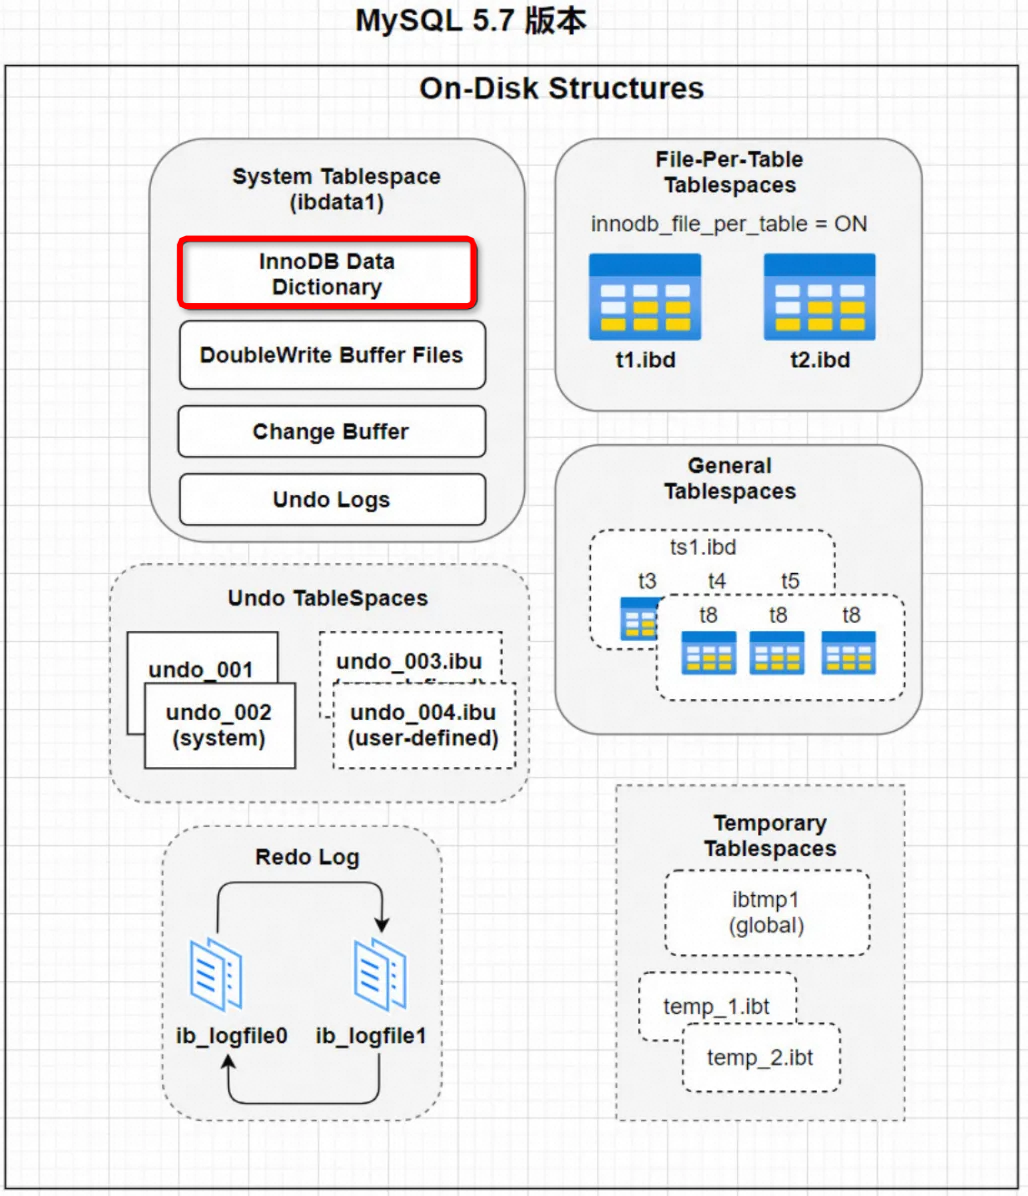 MySQL 5.7 版本
On-Disk Structures
System Tablespace
(ibdata1)
InnoDB Data
Dictionary
DoubleWrite Buffer Files
Change Buffer
Undo Logs
File-Per-Table
Tablespaces
innodb_file_per_table = ON
t1.ibd
t2.ibd
General
Tablespaces
ts1.ibd
t3
t4
t5
t8
t8
t8
Undo TableSpaces
undo_001
undo_002
(system)
undo_003.ibu
undo_004.ibu
(user-defined)
Redo Log
ib_logfile0
ib_logfile1
Temporary
Tablespaces
ibtmp1
(global)
temp_1.ibt
temp_2.ibt